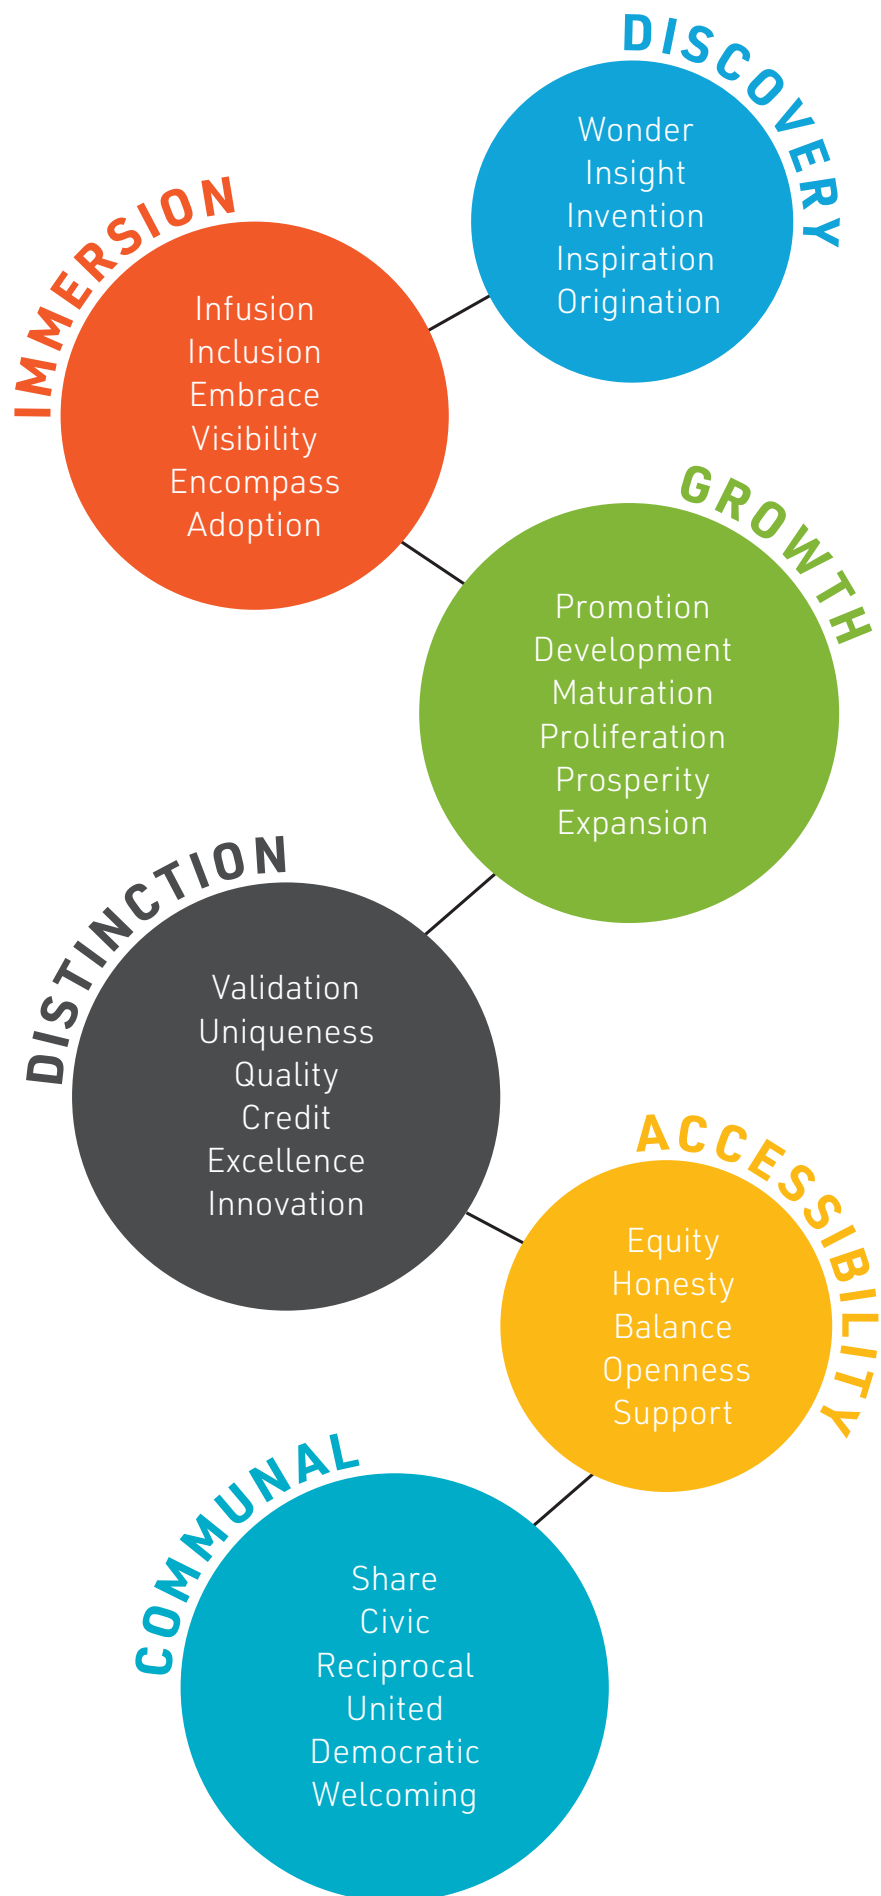 DISCOVERY
Wonder
Insight
Invention
Inspiration
Origination
IMMERSION
Infusion
Inclusion
Embrace
Visibility
Encompass
Adoption
GROWTH
Promotion
Development
Maturation
Proliferation
Prosperity
Expansion
DISTINCTION
Validation
Uniqueness
Quality
Credit
Excellence
Innovation
ACCESSIBILITY
Equity
Honesty
Balance
Openness
Support
COMMUNAL
Share
Civic
Reciprocal
United
Democratic
Welcoming